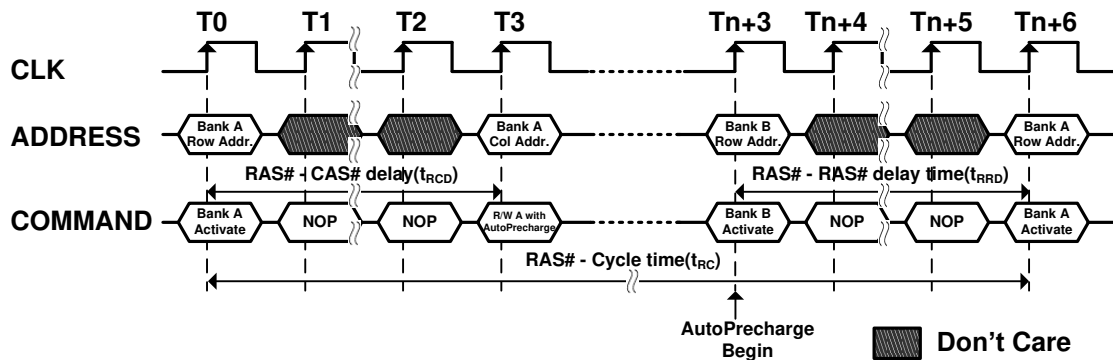 T0 T1 T2 T3 Tn+3 Tn+4 Tn+5 Tn+6
CLK
ADDRESS
Bank A
Row Addr.
Bank A
Col Addr.
Bank B
Row Addr.
Bank A
Row Addr.
RAS# - CAS# delay(tRCD)
RAS# - RAS# delay time(tRRD)
COMMAND
Bank A
Activate
NOP
NOP
R/W A with
AutoPrecharge
Bank B
Activate
NOP
NOP
Bank A
Activate
RAS# - Cycle time(tRC)
AutoPrecharge
Begin
Don't Care